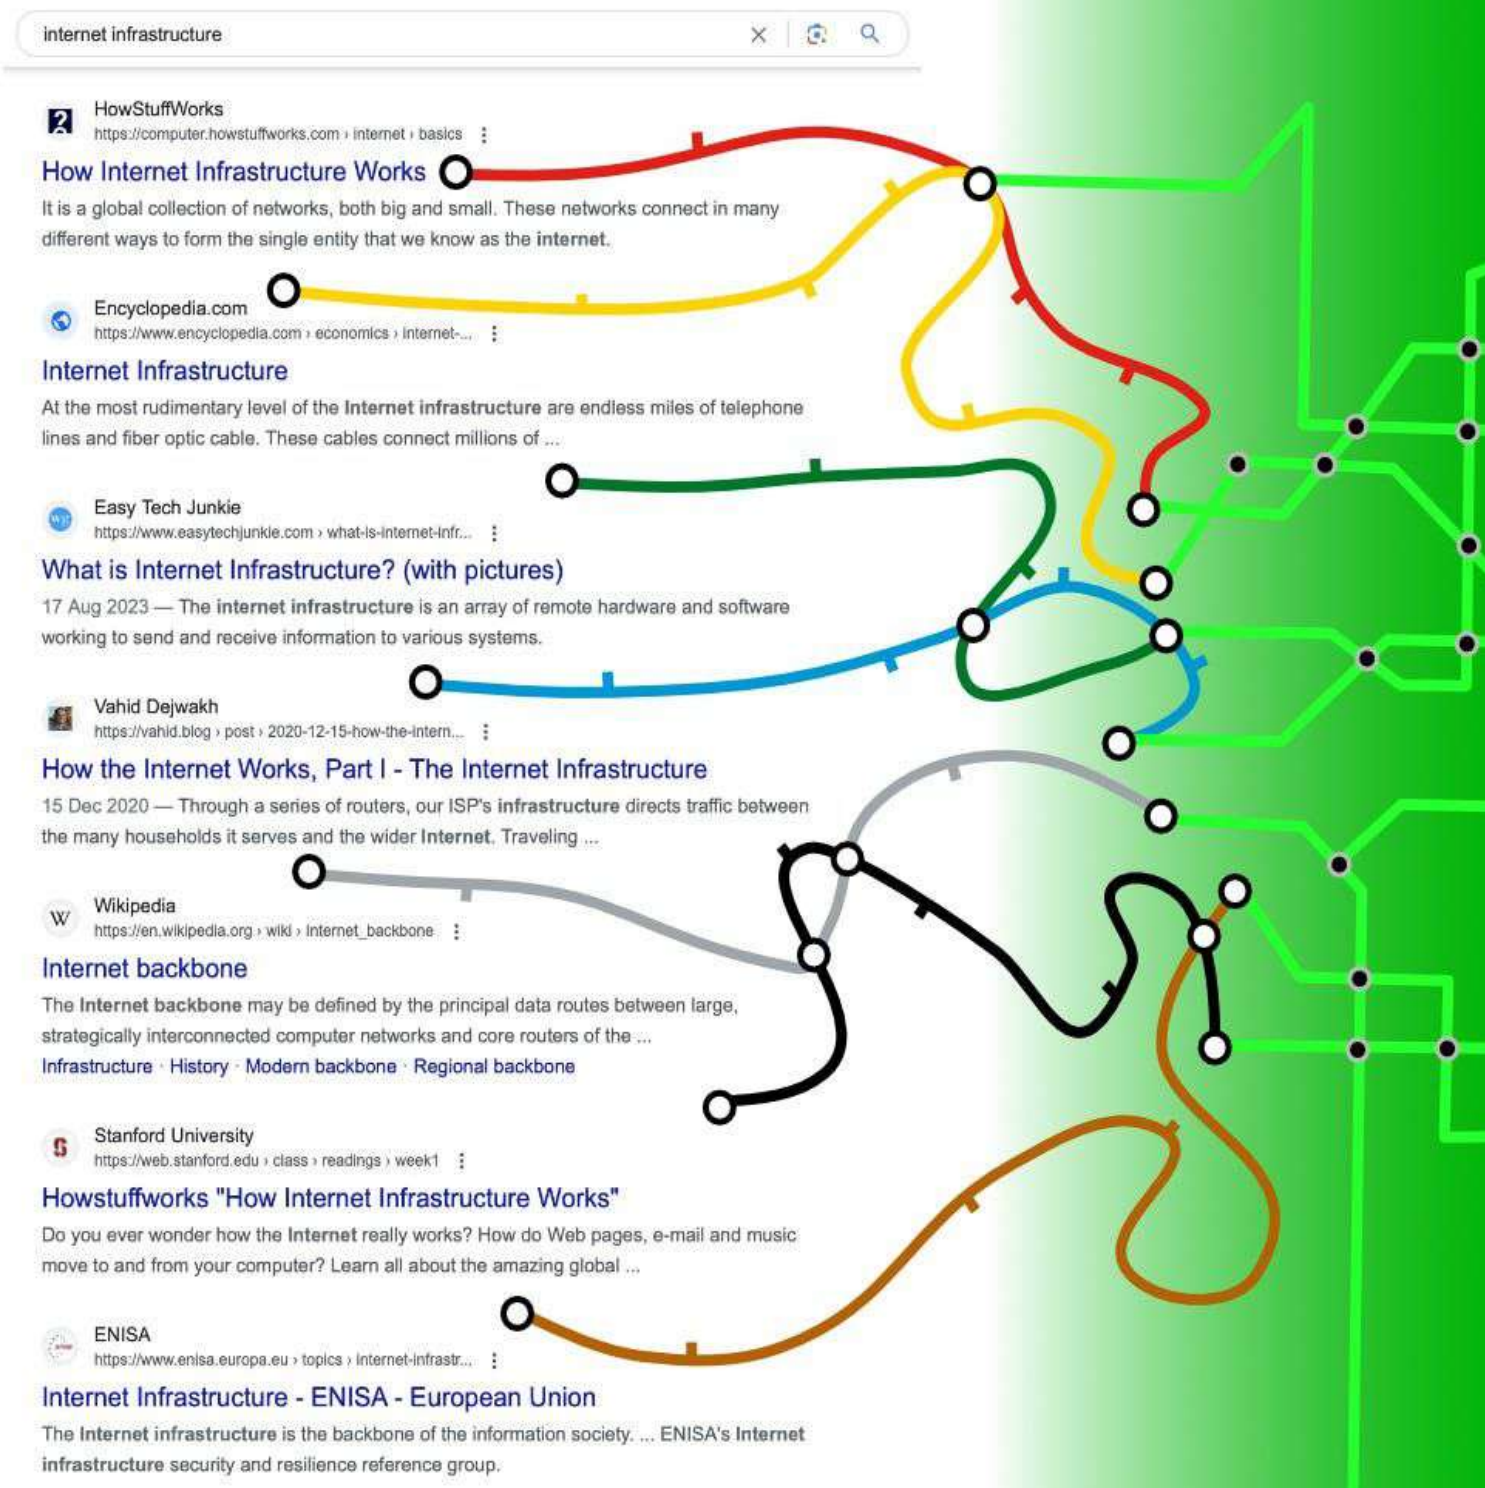 internet infrastructure
HowStuffWorks
https://computer.howstuffworks.com › internet › basics
How Internet Infrastructure Works
It is a global collection of networks, both big and small. These networks connect in many
different ways to form the single entity that we know as the internet.
Encyclopedia.com
https://www.encyclopedia.com › economics › internet-...
Internet Infrastructure
At the most rudimentary level of the Internet infrastructure are endless miles of telephone
lines and fiber optic cable. These cables connect millions of ...
Easy Tech Junkie
https://www.easytechjunkie.com › what-is-internet-infr...
What is Internet Infrastructure? (with pictures)
17 Aug 2023 — The internet infrastructure is an array of remote hardware and software
working to send and receive information to various systems.
Vahid Dejwakh
https://vahid.blog › post › 2020-12-15-how-the-intern...
How the Internet Works, Part I - The Internet Infrastructure
15 Dec 2020 — Through a series of routers, our ISP's infrastructure directs traffic between
the many households it serves and the wider Internet. Traveling ...
W
Wikipedia
https://en.wikipedia.org › wiki › Internet_backbone
Internet backbone
The Internet backbone may be defined by the principal data routes between large,
strategically interconnected computer networks and core routers of the ...
Infrastructure · History · Modern backbone · Regional backbone
S
Stanford University
https://web.stanford.edu › class › readings › week1
Howstuffworks "How Internet Infrastructure Works"
Do you ever wonder how the Internet really works? How do Web pages, e-mail and music
move to and from your computer? Learn all about the amazing global ...
ENISA
https://www.enisa.europa.eu › topics › internet-infrastr...
Internet Infrastructure - ENISA - European Union
The Internet infrastructure is the backbone of the information society. ... ENISA's Internet
infrastructure security and resilience reference group.